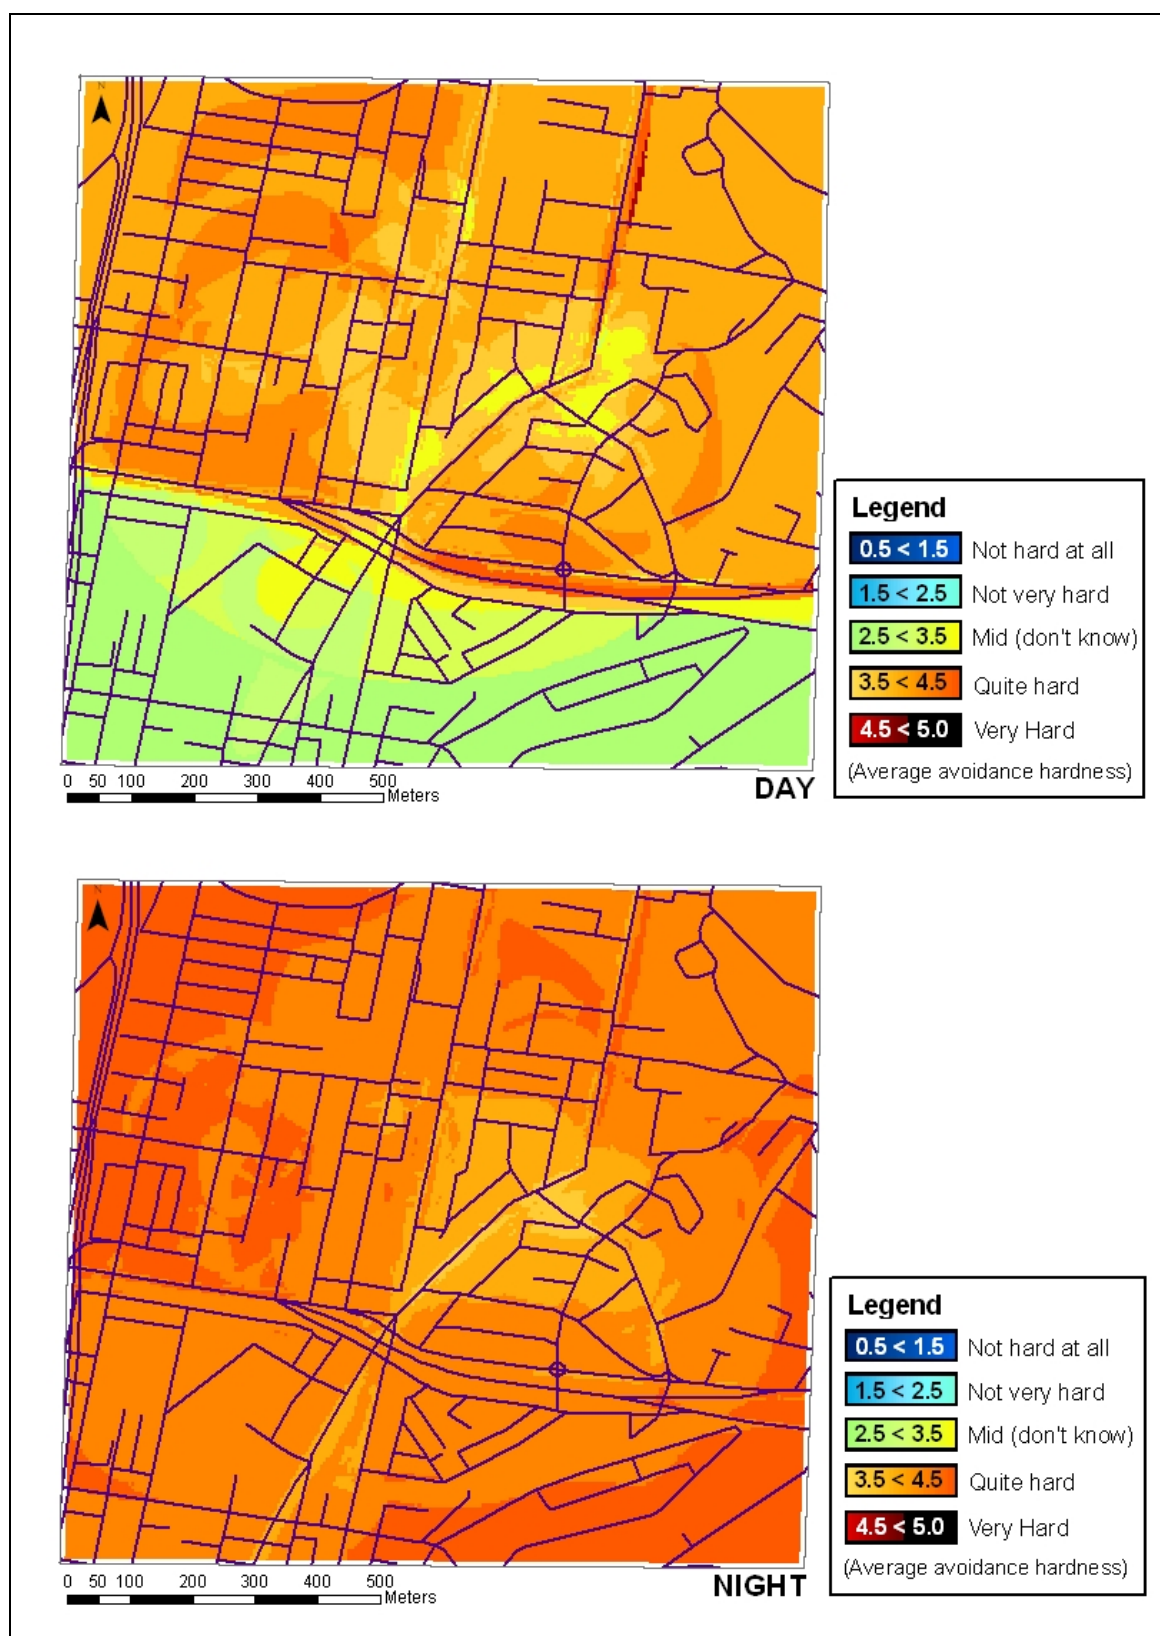 N
Legend
0.5 < 1.5 Not hard at all
1.5 < 2.5 Not very hard
2.5 < 3.5 Mid (don't know)
3.5 < 4.5 Quite hard
4.5 < 5.0 Very Hard
(Average avoidance hardness)
0 50 100 200 300 400 500
Meters
DAY
N
Legend
0.5 < 1.5 Not hard at all
1.5 < 2.5 Not very hard
2.5 < 3.5 Mid (don't know)
3.5 < 4.5 Quite hard
4.5 < 5.0 Very Hard
(Average avoidance hardness)
0 50 100 200 300 400 500
Meters
NIGHT